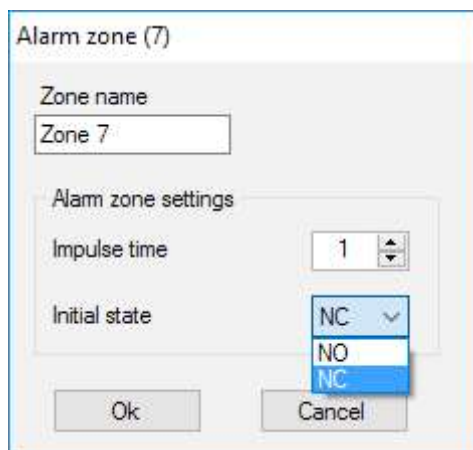 Alarm zone (7)
Zone name
Zone 7
Alarm zone settings
Impulse time 1
Initial state NC
NO
NC
Ok Cancel